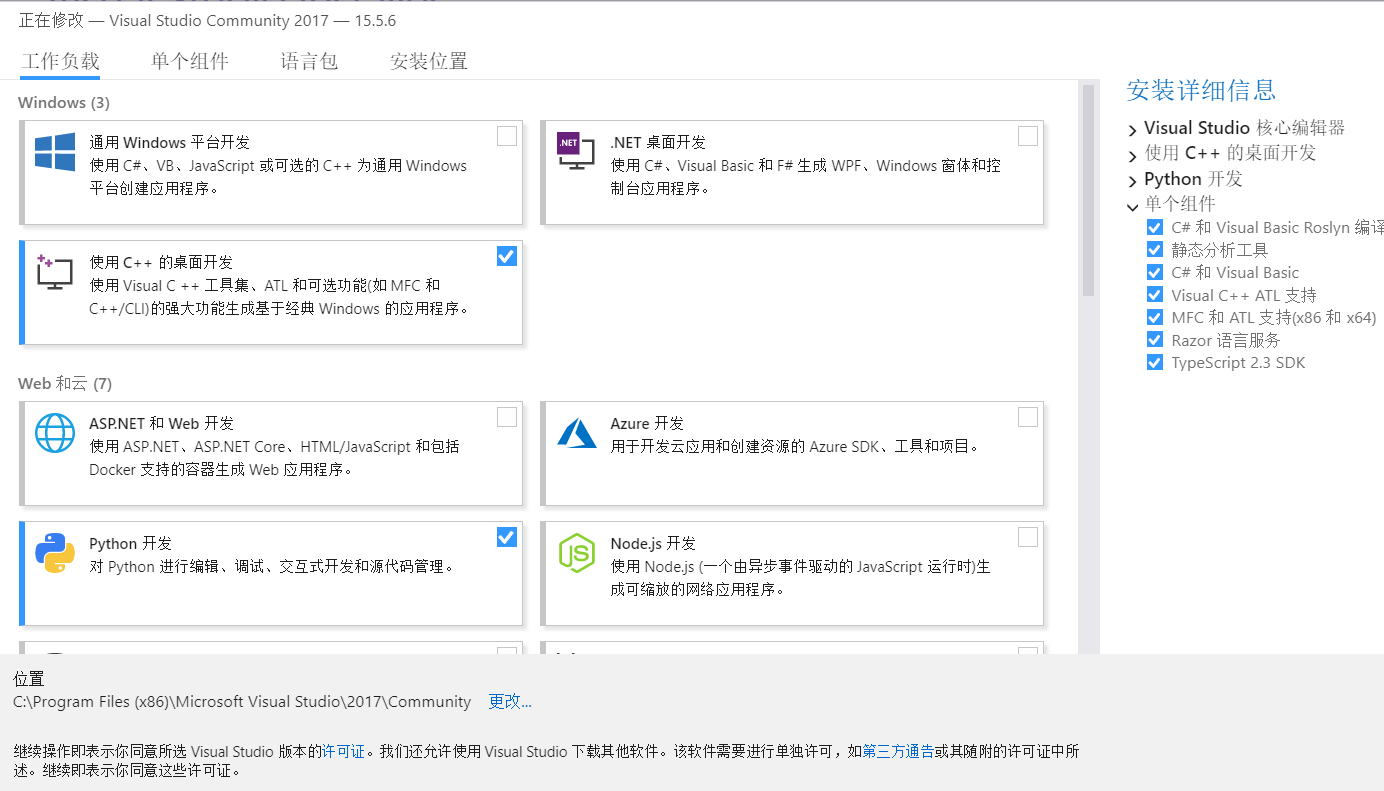 正在修改 — Visual Studio Community 2017 — 15.5.6
工作负载 单个组件 语言包 安装位置
Windows (3)
通用 Windows 平台开发
使用 C#、VB、JavaScript 或可选的 C++ 为通用 Windows
平台创建应用程序。
.NET
.NET 桌面开发
使用 C#、Visual Basic 和 F# 生成 WPF、Windows 窗体和控
制台应用程序。
使用 C++ 的桌面开发
使用 Visual C ++ 工具集、ATL 和可选功能(如 MFC 和
C++/CLI)的强大功能生成基于经典 Windows 的应用程序。
Web 和云 (7)
ASP.NET 和 Web 开发
使用 ASP.NET、ASP.NET Core、HTML/JavaScript 和包括
Docker 支持的容器生成 Web 应用程序。
Azure 开发
用于开发云应用和创建资源的 Azure SDK、工具和项目。
Python 开发
对 Python 进行编辑、调试、交互式开发和源代码管理。
JS
Node.js 开发
使用 Node.js (一个由异步事件驱动的 JavaScript 运行时)生
成可缩放的网络应用程序。
安装详细信息
Visual Studio 核心编辑器
使用 C++ 的桌面开发
Python 开发
单个组件
C# 和 Visual Basic Roslyn 编译
静态分析工具
C# 和 Visual Basic
Visual C++ ATL 支持
MFC 和 ATL 支持(x86 和 x64)
Razor 语言服务
TypeScript 2.3 SDK
位置
C:\Program Files (x86)\Microsoft Visual Studio\2017\Community 更改...
继续操作即表示你同意所选 Visual Studio 版本的许可证。我们还允许使用 Visual Studio 下载其他软件。该软件需要进行单独许可，如第三方通告或其随附的许可证中所
述。继续即表示你同意这些许可证。